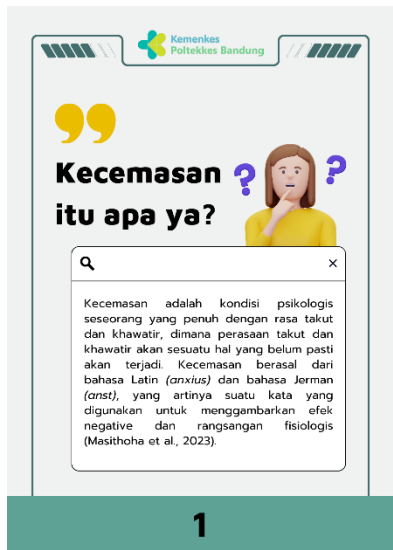 Kemenkes
Poltekkes Bandung
Kecemasan
itu apa ya?
Kecemasan adalah kondisi psikologis
seseorang yang penuh dengan rasa takut
dan khawatir, dimana perasaan takut dan
khawatir akan sesuatu hal yang belum pasti
akan terjadi. Kecemasan berasal dari
bahasa Latin (anxius) dan bahasa Jerman
(anst), yang artinya suatu kata yang
digunakan untuk menggambarkan efek
negative dan rangsangan fisiologis
(Masithoha et al., 2023).
1